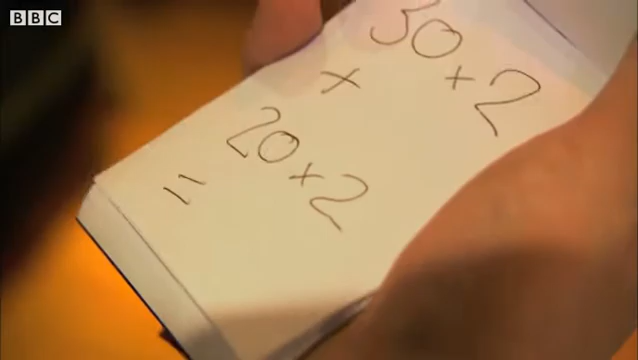 BBC
30 × 2
+
20 × 2
=